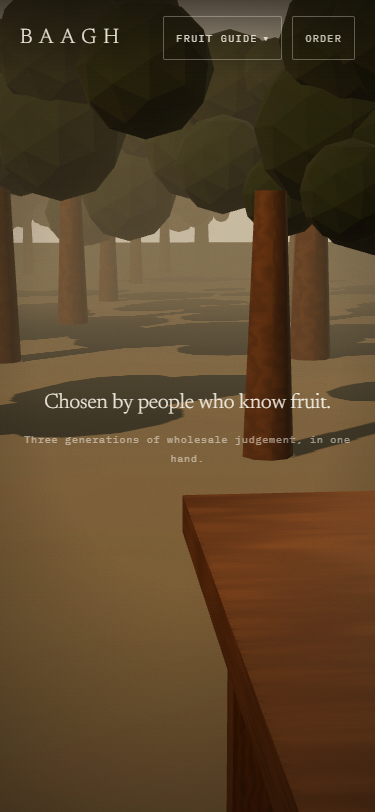 BAAGH
FRUIT GUIDE ▾
ORDER
Chosen by people who know fruit.
Three generations of wholesale judgement, in one
hand.